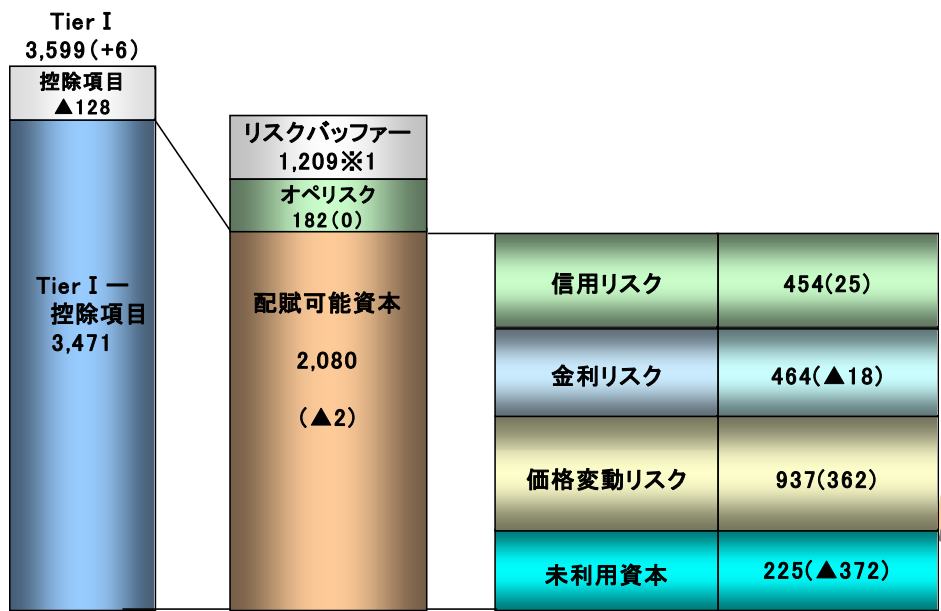 Tier Ⅰ
3,599(+6)
控除項目
▲128
Tier Ⅰ －
控除項目
3,471
リスクバッファー
1,209※1
オペリスク
182(0)
配賦可能資本
2,080
(▲2)
信用リスク
454(25)
金利リスク
464(▲18)
価格変動リスク
937(362)
未利用資本
225(▲372)